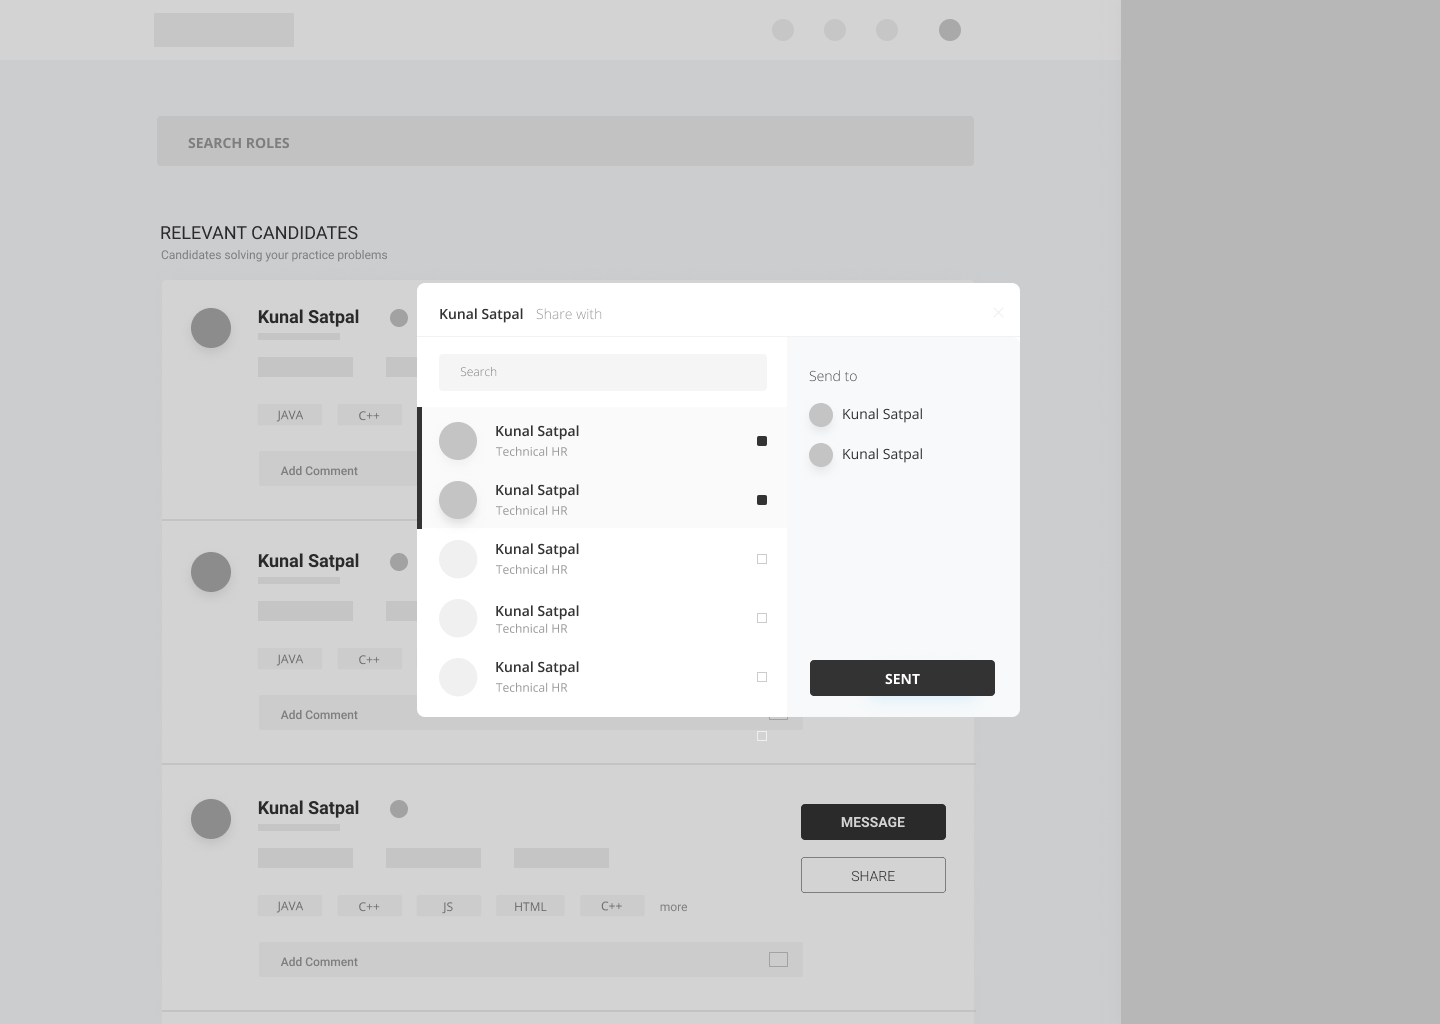 SEARCH ROLES
RELEVANT CANDIDATES
Candidates solving your practice problems
Kunal Satpal
JAVA C++
Add Comment
Kunal Satpal
JAVA C++
Add Comment
Kunal Satpal Share with
Search
Kunal Satpal
Technical HR
Kunal Satpal
Technical HR
Kunal Satpal
Technical HR
Kunal Satpal
Technical HR
Kunal Satpal
Technical HR
Send to
Kunal Satpal
Kunal Satpal
SENT
Kunal Satpal
MESSAGE
SHARE
JAVA C++ JS HTML C++ more
Add Comment